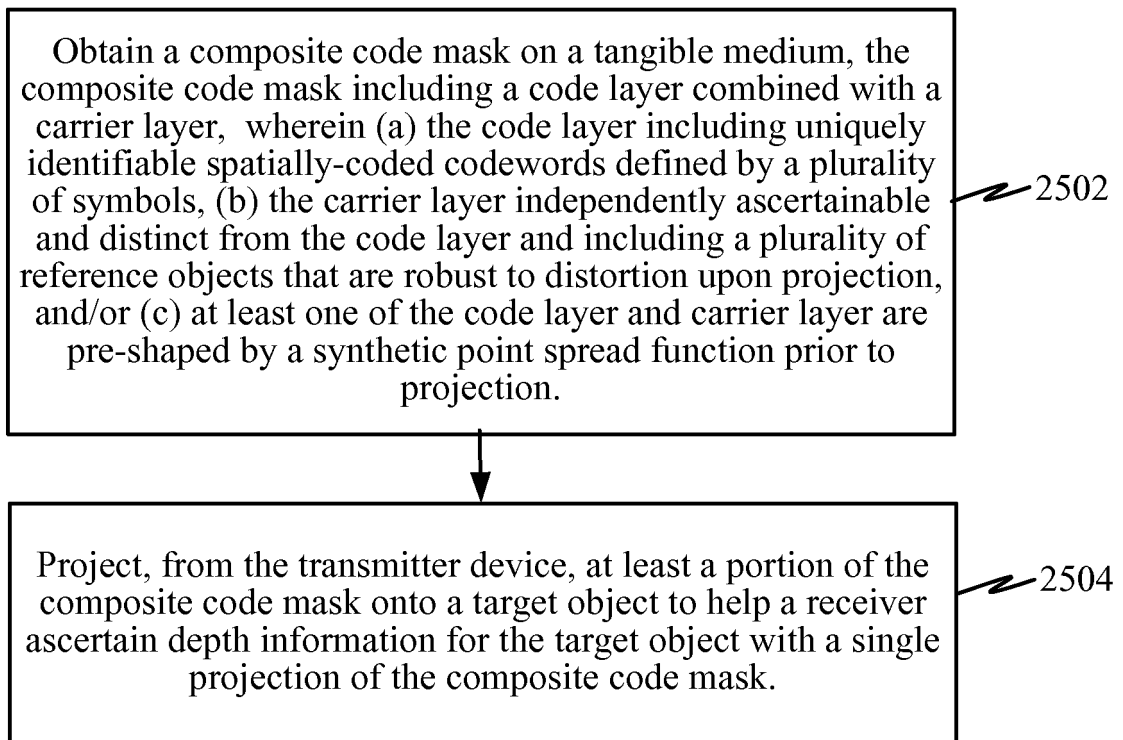 Obtain a composite code mask on a tangible medium, the
composite code mask including a code layer combined with a
carrier layer, wherein (a) the code layer including uniquely
identifiable spatially-coded codewords defined by a plurality
of symbols, (b) the carrier layer independently ascertainable
and distinct from the code layer and including a plurality of
reference objects that are robust to distortion upon projection,
and/or (c) at least one of the code layer and carrier layer are
pre-shaped by a synthetic point spread function prior to
projection.
2502
Project, from the transmitter device, at least a portion of the
composite code mask onto a target object to help a receiver
ascertain depth information for the target object with a single
projection of the composite code mask.
2504